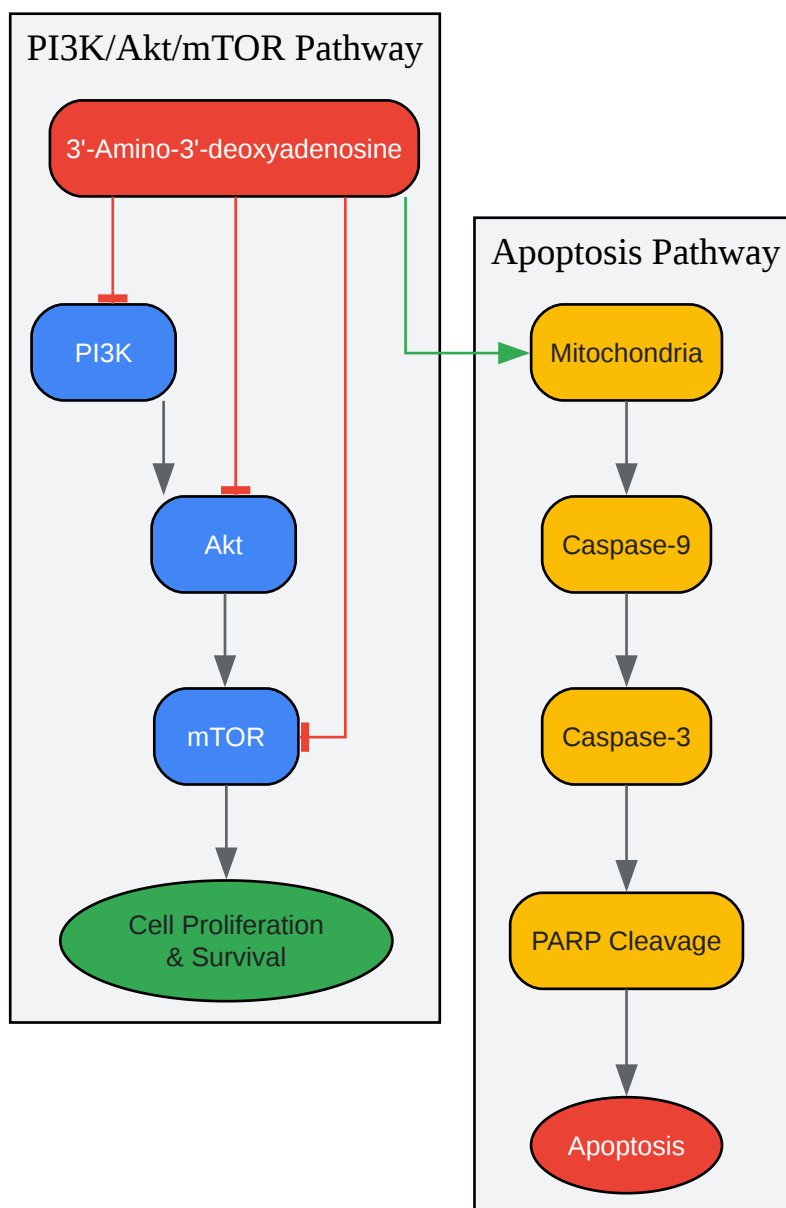 PI3K/Akt/mTOR Pathway
3'-Amino-3'-deoxyadenosine
PI3K
Akt
mTOR
Cell Proliferation
& Survival
Apoptosis Pathway
Mitochondria
Caspase-9
Caspase-3
PARP Cleavage
Apoptosis